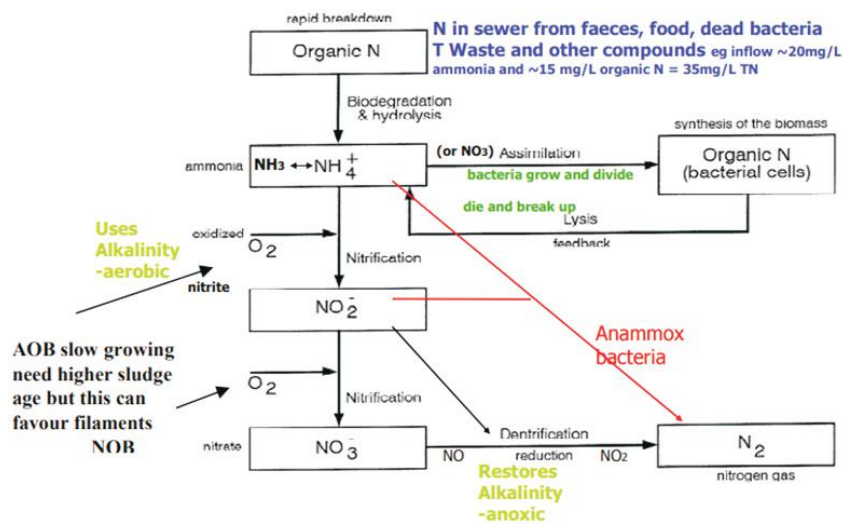 rapid breakdown
Organic N
N in sewer from faeces, food, dead bacteria
T Waste and other compounds eg inflow ~20mg/L
ammonia and ~15 mg/L organic N = 35mg/L TN
Biodegradation
& hydrolysis
synthesis of the biomass
ammonia
NH3 ↔ NH4+
(or NO3) Assimilation
bacteria grow and divide
Organic N
(bacterial cells)
die and break up
Lysis
feedback
Uses
Alkalinity
-aerobic
oxidized
O2
Nitrification
nitrite
NO2-
Anammox
bacteria
AOB slow growing
need higher sludge
age but this can
favour filaments
NOB
O2
Nitrification
nitrate
NO3-
Dentrification
NO reduction NO2
N2
nitrogen gas
Restores
Alkalinity
-anoxic